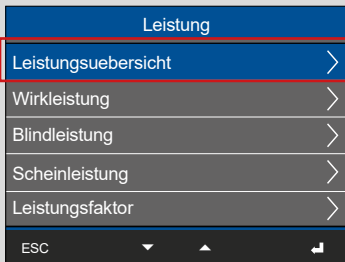 Leistung
Leistungsuebersicht
Wirkleistung
Blindleistung
Scheinleistung
Leistungsfaktor
ESC